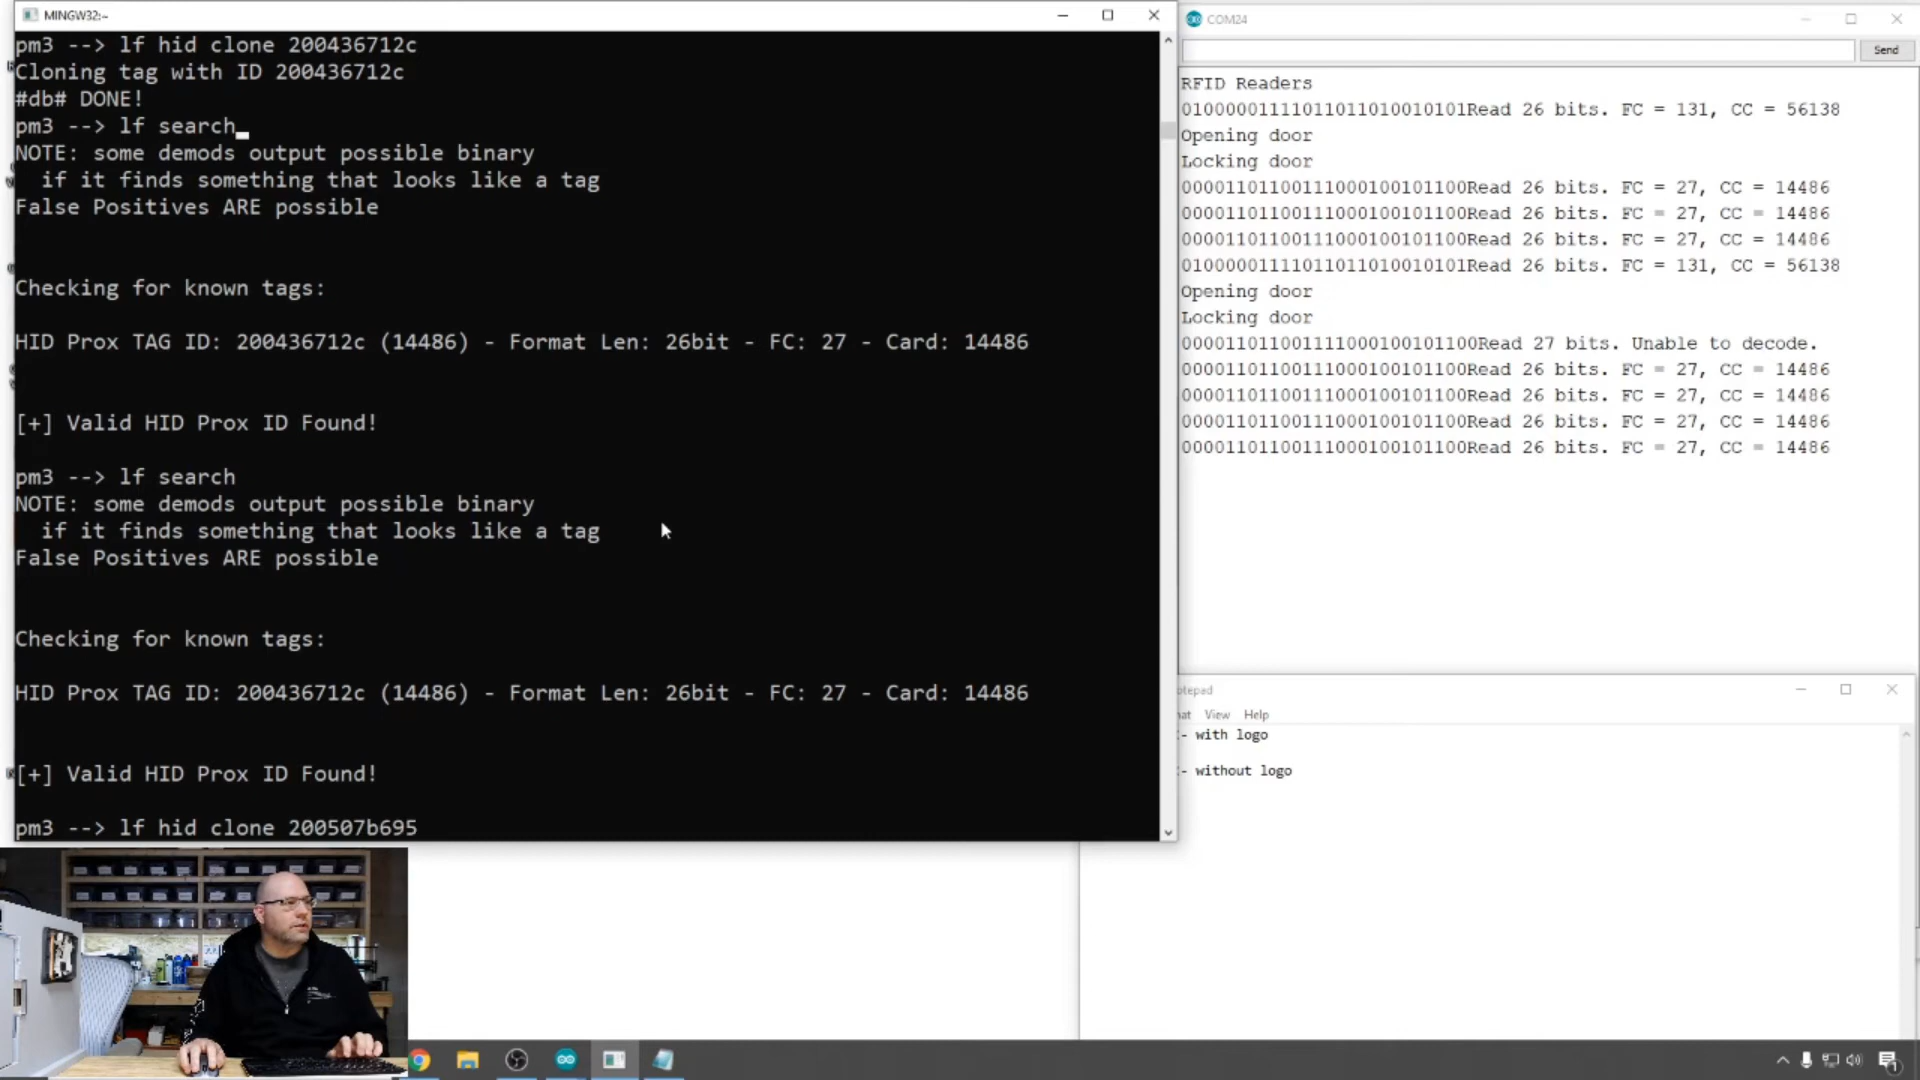 MINGW32:~
pm3 --> lf hid clone 200436712c
Cloning tag with ID 200436712c
#db# DONE!
pm3 --> lf search
NOTE: some demods output possible binary
if it finds something that looks like a tag
False Positives ARE possible
Checking for known tags:
HID Prox TAG ID: 200436712c (14486) - Format Len: 26bit - FC: 27 - Card: 14486
[+] Valid HID Prox ID Found!
pm3 --> lf search
NOTE: some demods output possible binary
if it finds something that looks like a tag
False Positives ARE possible
Checking for known tags:
HID Prox TAG ID: 200436712c (14486) - Format Len: 26bit - FC: 27 - Card: 14486
[+] Valid HID Prox ID Found!
pm3 --> lf hid clone 200507b695
COM24
Send
RFID Readers
01000001111011011010010101Read 26 bits. FC = 131, CC = 56138
Opening door
Locking door
00001101100111000100101100Read 26 bits. FC = 27, CC = 14486
00001101100111000100101100Read 26 bits. FC = 27, CC = 14486
00001101100111000100101100Read 26 bits. FC = 27, CC = 14486
01000001111011011010010101Read 26 bits. FC = 131, CC = 56138
Opening door
Locking door
000011011001111000100101100Read 27 bits. Unable to decode.
00001101100111000100101100Read 26 bits. FC = 27, CC = 14486
00001101100111000100101100Read 26 bits. FC = 27, CC = 14486
00001101100111000100101100Read 26 bits. FC = 27, CC = 14486
00001101100111000100101100Read 26 bits. FC = 27, CC = 14486
otepad
nat View Help
- with logo
- without logo